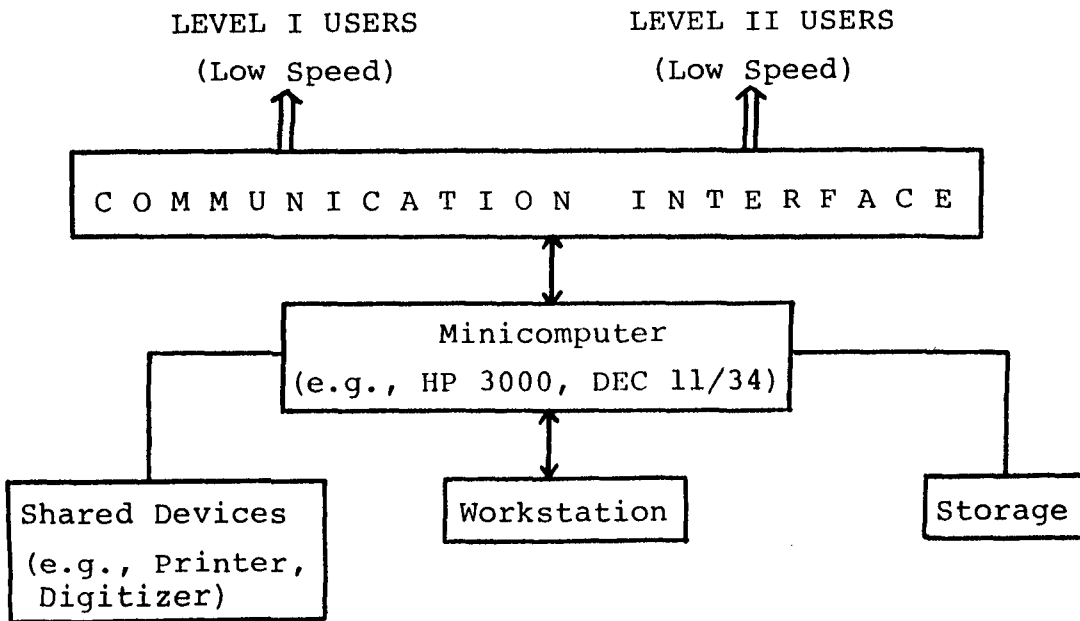 LEVEL I USERS
(Low Speed)
LEVEL II USERS
(Low Speed)
COMMUNICATION INTERFACE
Minicomputer
(e.g., HP 3000, DEC 11/34)
Shared Devices
(e.g., Printer,
Digitizer)
Workstation
Storage